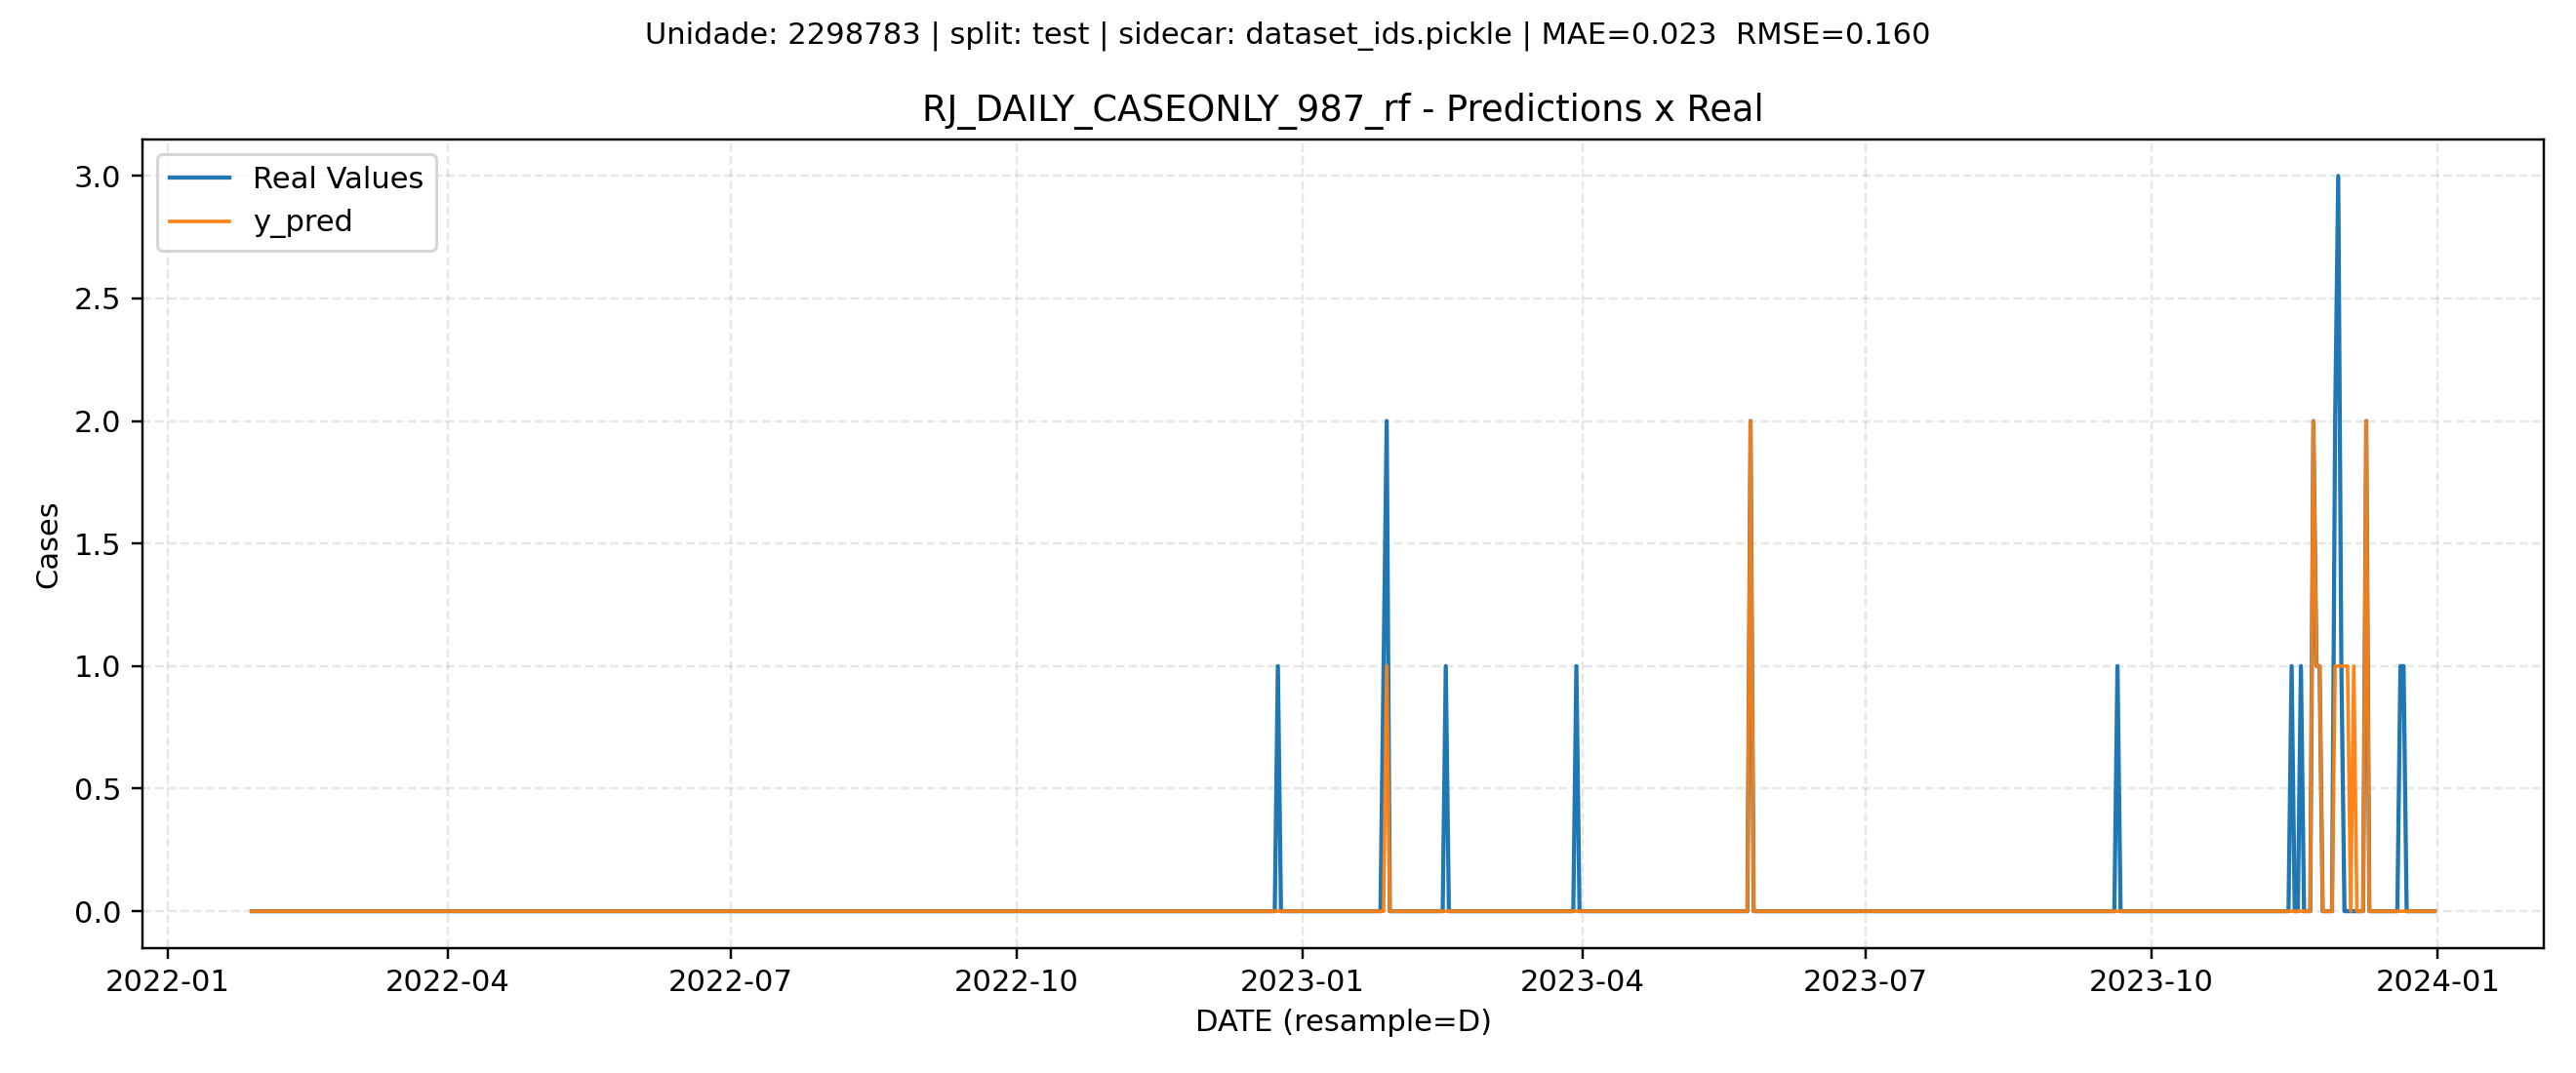 Unidade: 2298783 | split: test | sidecar: dataset_ids.pickle | MAE=0.023  RMSE=0.160
RJ_DAILY_CASEONLY_987_rf - Predictions x Real
Real Values
y_pred
3.0
2.5
2.0
1.5
1.0
0.5
0.0
Cases
2022-01
2022-04
2022-07
2022-10
2023-01
2023-04
2023-07
2023-10
2024-01
DATE (resample=D)